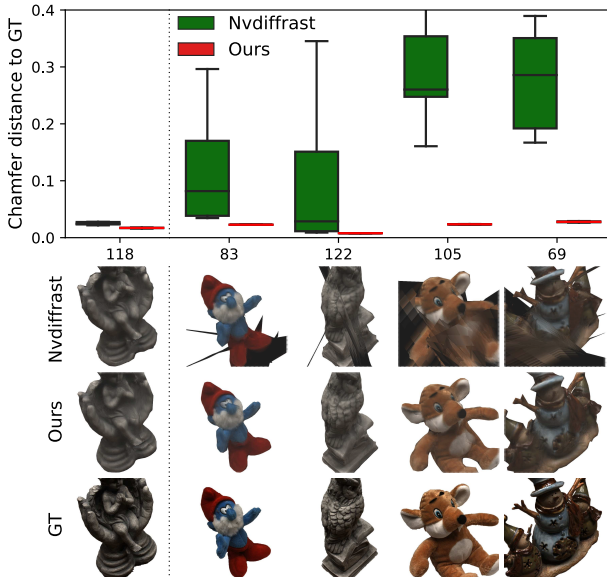 Chamfer distance to GT
0.4
0.3
0.2
0.1
0.0
Nvdiffrast
Ours
118
83
122
105
69
Nvdiffrast
Ours
GT